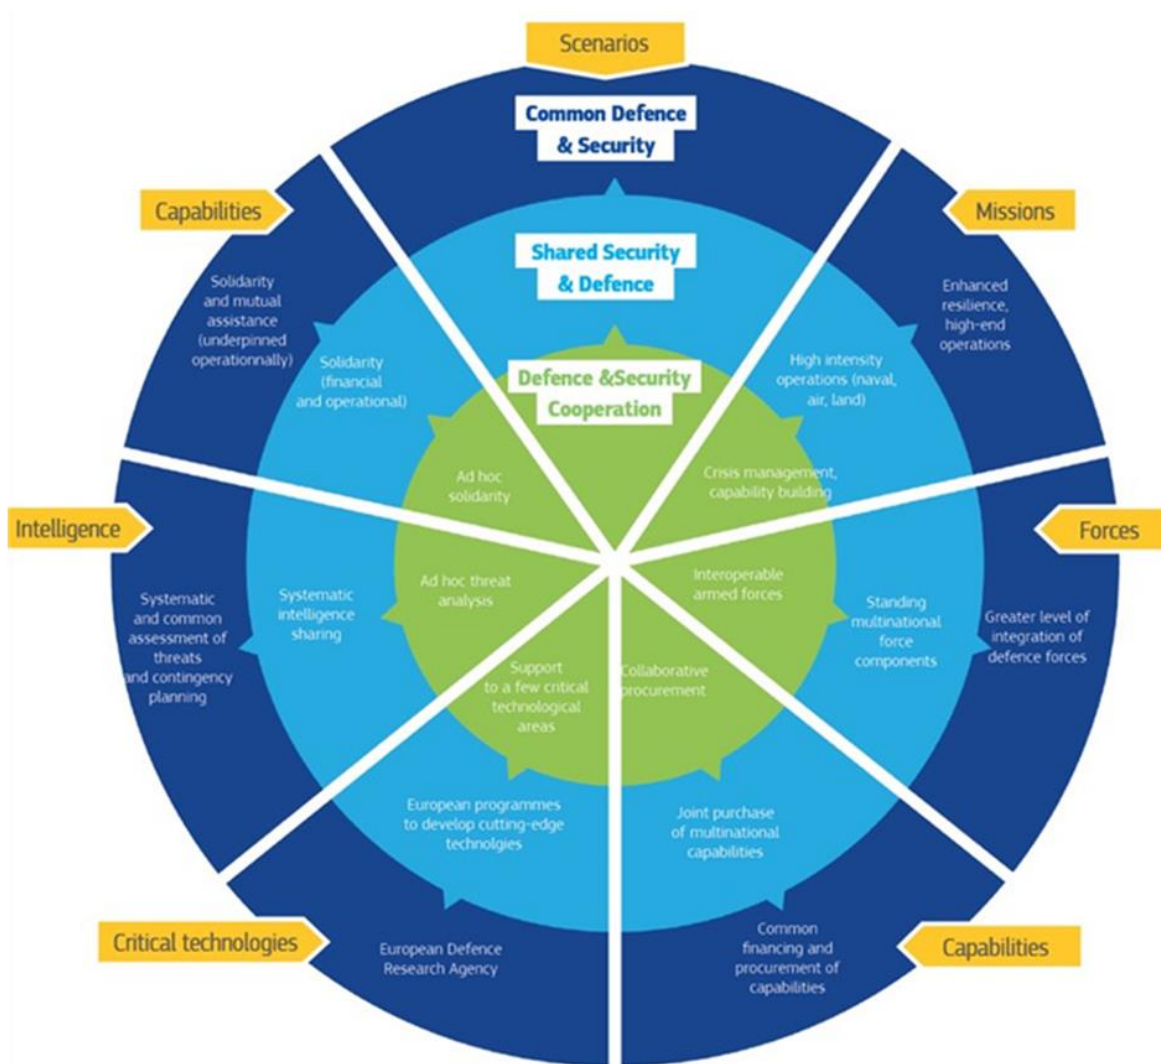 Scenarios
Common Defence
& Security
Shared Security
& Defence
Defence &Security
Cooperation
Missions
Enhanced
resilience,
high-end
operations
High intensity
operations (naval,
air, land)
Crisis management,
capability building
Forces
Greater level of
integration of
defence forces
Standing
multinational
force
components
Interoperable
armed forces
Capabilities
Common
financing and
procurement of
capabilities
Joint purchase
of multinational
capabilities
Collaborative
procurement
Critical technologies
European Defence
Research Agency
European programmes
to develop cutting-edge
technolgies
Support
to a few critical
technological
areas
Intelligence
Systematic
and common
assessment of
threats
and contingency
planning
Systematic
intelligence
sharing
Ad hoc threat
analysis
Capabilities
Solidarity
and mutual
assistance
(underpinned
operationnally)
Solidarity
(financial
and operational)
Ad hoc
solidarity